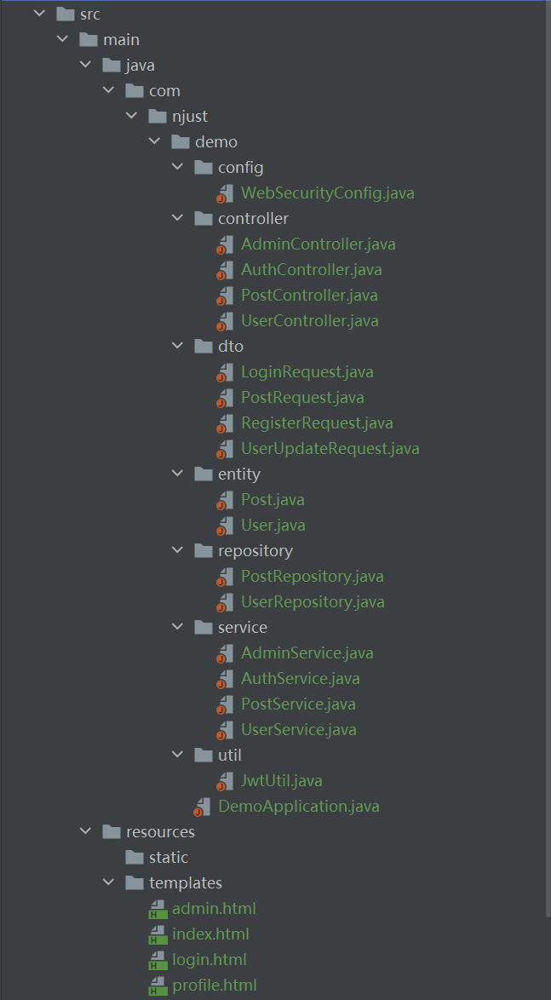 src
main
java
com
njust
demo
config
WebSecurityConfig.java
controller
AdminController.java
AuthController.java
PostController.java
UserController.java
dto
LoginRequest.java
PostRequest.java
RegisterRequest.java
UserUpdateRequest.java
entity
Post.java
User.java
repository
PostRepository.java
UserRepository.java
service
AdminService.java
AuthService.java
PostService.java
UserService.java
util
JwtUtil.java
DemoApplication.java
resources
static
templates
admin.html
index.html
login.html
profile.html